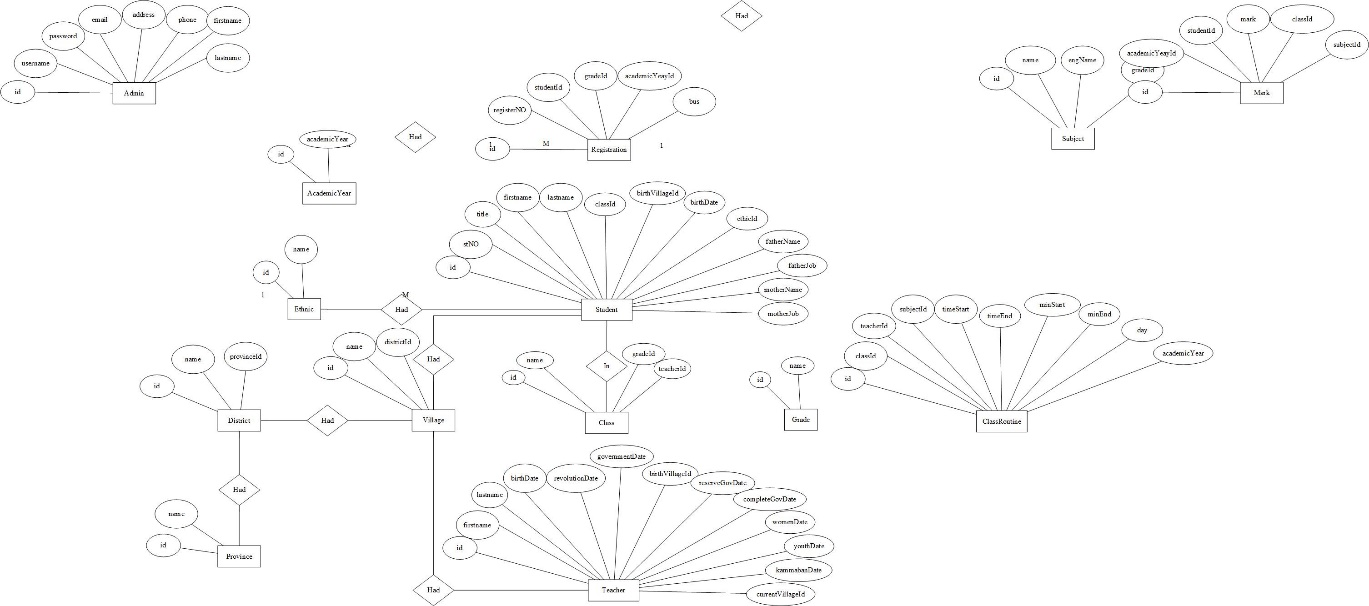 Had
address
email
phone
firstname
password
username
lastname
id
Admin
mark
classId
studentId
subjectId
academicYeayId
id
Mark
name
engName
id
gradeId
Subject
gradeId
academicYeayId
studentId
bus
registerNO
id
1
M
1
Registration
Had
academicYear
id
AcademicYear
firstname
lastname
classId
birthVillageId
birthDate
title
ethicId
stNO
fatherName
id
fatherJob
motherName
motherJob
Student
name
id
1
Ethnic
M
Had
Had
name
districtId
id
Village
name
provinceId
id
District
Had
Had
name
id
Province
In
name
gradeId
id
teacherId
Class
name
id
Grade
subjectId
timeStart
timeEnd
minStart
minEnd
teacherId
day
classId
academicYear
id
ClassRoutine
governmentDate
birthDate
revolutionDate
birthVillageId
reserveGovDate
lastname
completeGovDate
firstname
womenDate
id
youthDate
kammabanDate
currentVillageId
Had
Teacher